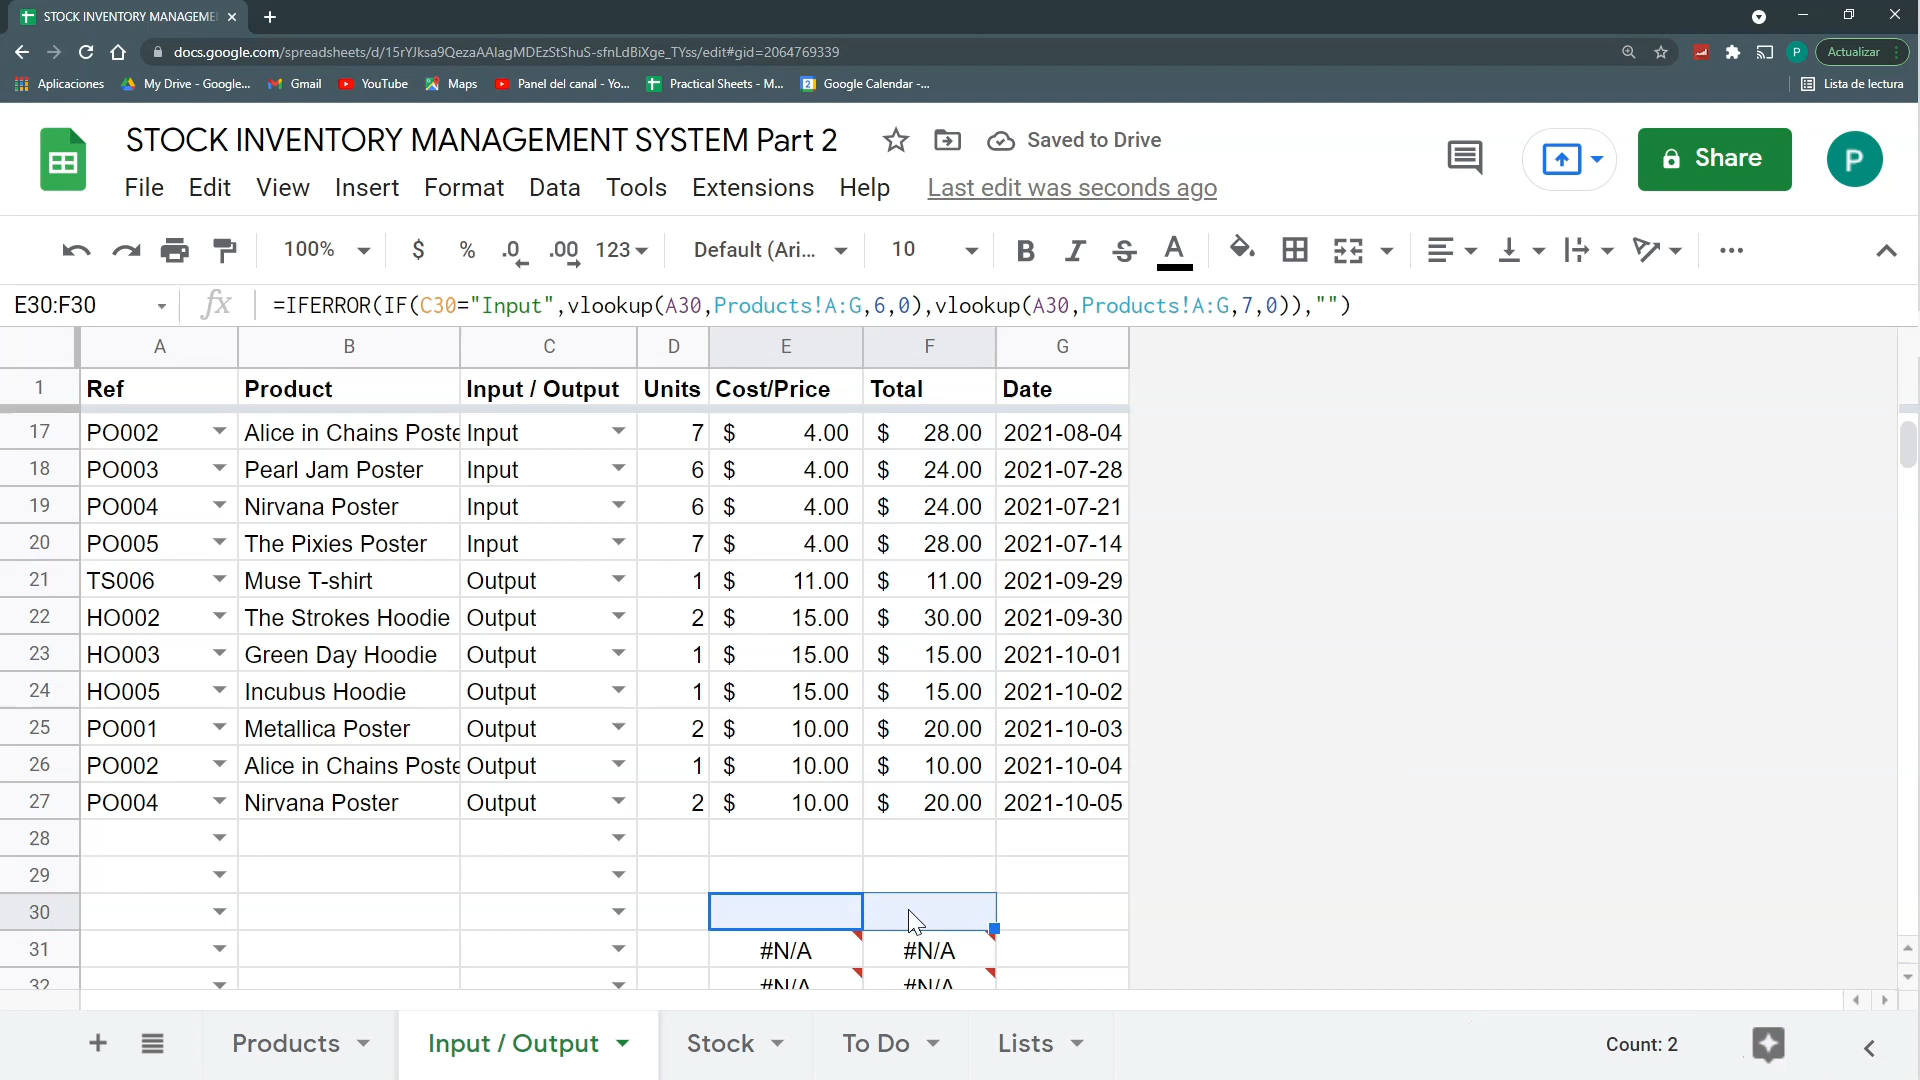 STOCK INVENTORY MANAGEME
docs.google.com/spreadsheets/d/15rYJksa9QezaAAlagMDEzStShuS-sfnLdBiXge_TYss/edit#gid=2064769339
P
Actualizar
Aplicaciones My Drive - Google... Gmail YouTube Maps Panel del canal - Yo... Practical Sheets - M... Google Calendar -... Lista de lectura
STOCK INVENTORY MANAGEMENT SYSTEM Part 2 Saved to Drive
Share
P
File Edit View Insert Format Data Tools Extensions Help Last edit was seconds ago
100% $ % .0 .00 123 Default (Ari... 10 B I S A
E30:F30 fx =IFERROR(IF(C30="Input",vlookup(A30,Products!A:G,6,0),vlookup(A30,Products!A:G,7,0)),"")
A B C D E F G
1 Ref Product Input / Output Units Cost/Price Total Date
17 PO002 Alice in Chains Poste Input 7 $ 4.00 $ 28.00 2021-08-04
18 PO003 Pearl Jam Poster Input 6 $ 4.00 $ 24.00 2021-07-28
19 PO004 Nirvana Poster Input 6 $ 4.00 $ 24.00 2021-07-21
20 PO005 The Pixies Poster Input 7 $ 4.00 $ 28.00 2021-07-14
21 TS006 Muse T-shirt Output 1 $ 11.00 $ 11.00 2021-09-29
22 HO002 The Strokes Hoodie Output 2 $ 15.00 $ 30.00 2021-09-30
23 HO003 Green Day Hoodie Output 1 $ 15.00 $ 15.00 2021-10-01
24 HO005 Incubus Hoodie Output 1 $ 15.00 $ 15.00 2021-10-02
25 PO001 Metallica Poster Output 2 $ 10.00 $ 20.00 2021-10-03
26 PO002 Alice in Chains Poste Output 1 $ 10.00 $ 10.00 2021-10-04
27 PO004 Nirvana Poster Output 2 $ 10.00 $ 20.00 2021-10-05
28
29
30
31 #N/A #N/A
32 #N/A #N/A
Products Input / Output Stock To Do Lists Count: 2